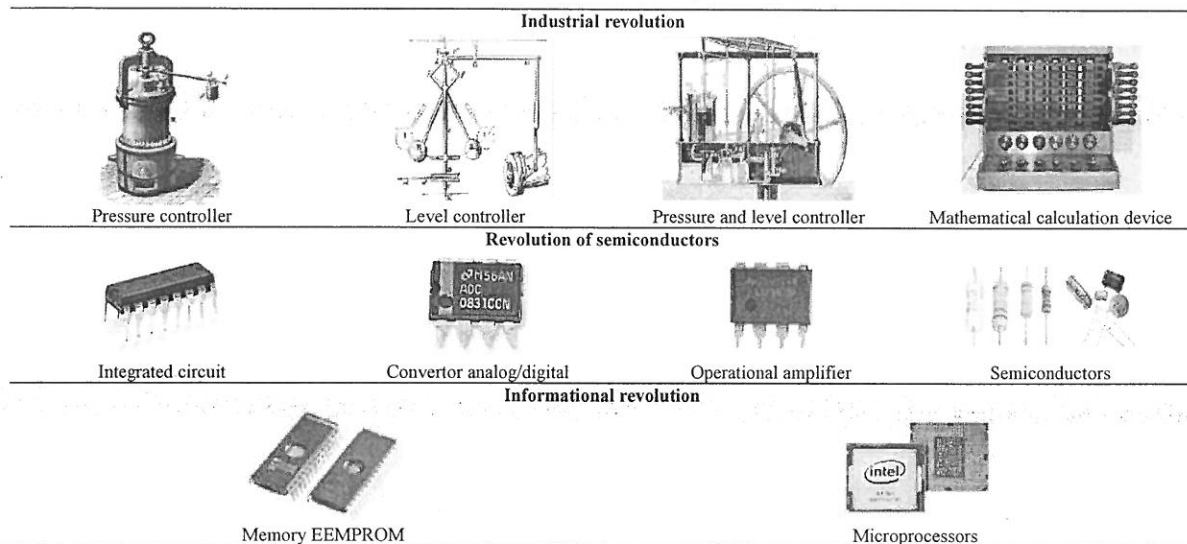 Industrial revolution
Pressure controller
Level controller
Pressure and level controller
Mathematical calculation device
Revolution of semiconductors
M56AN
ADC
0831CCN
Integrated circuit
Convertor analog/digital
Operational amplifier
Semiconductors
Informational revolution
intel
Memory EEMPROM
Microprocessors